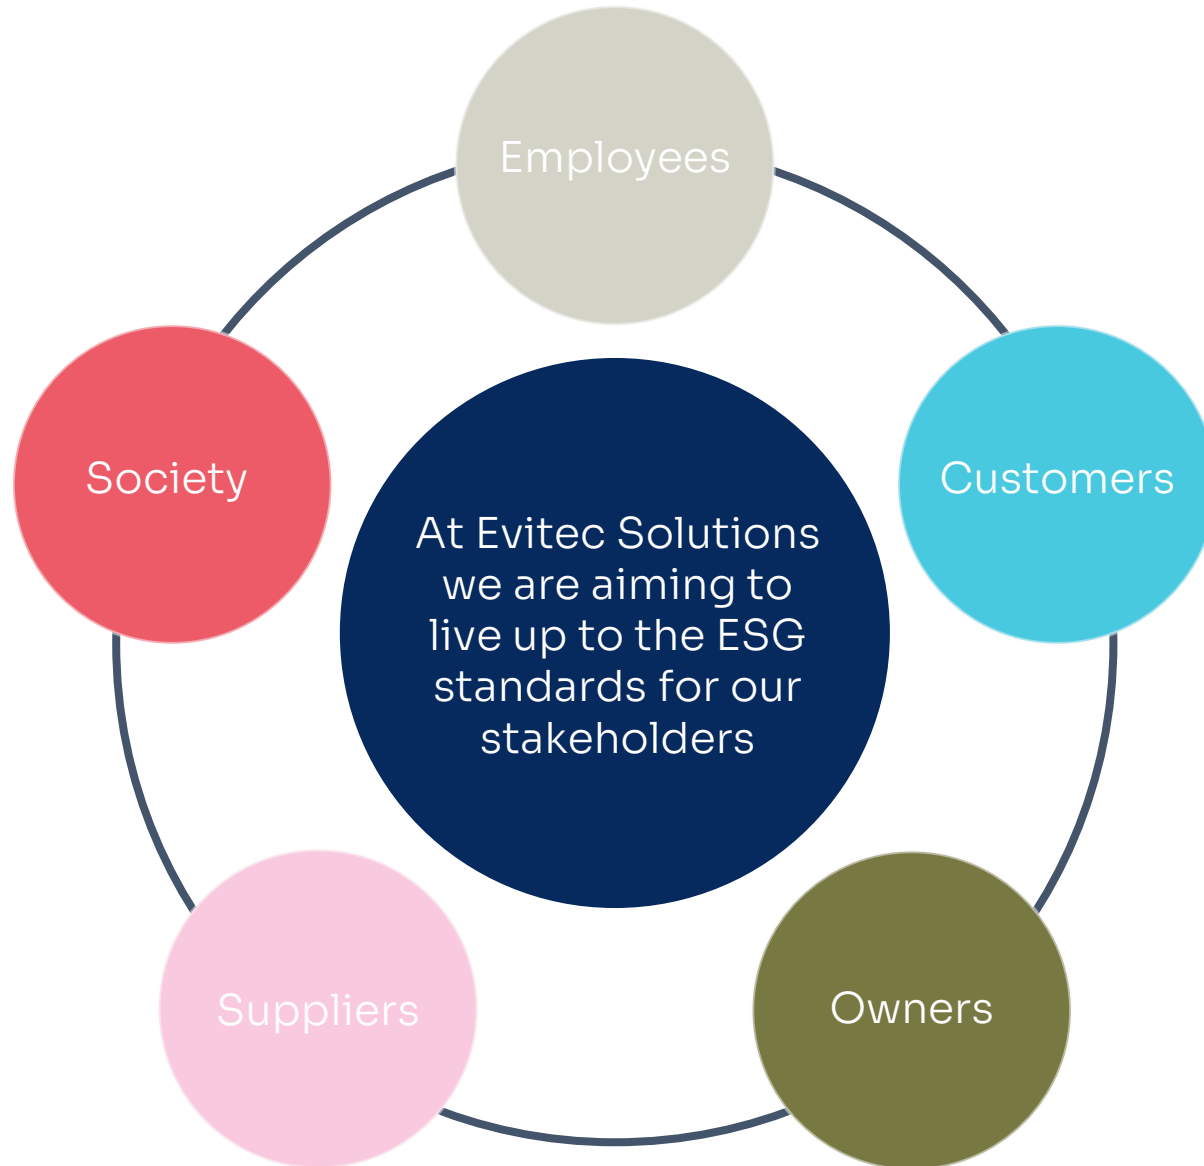 Employees
Society
Customers
At Evitec Solutions
we are aiming to
live up to the ESG
standards for our
stakeholders
Suppliers
Owners